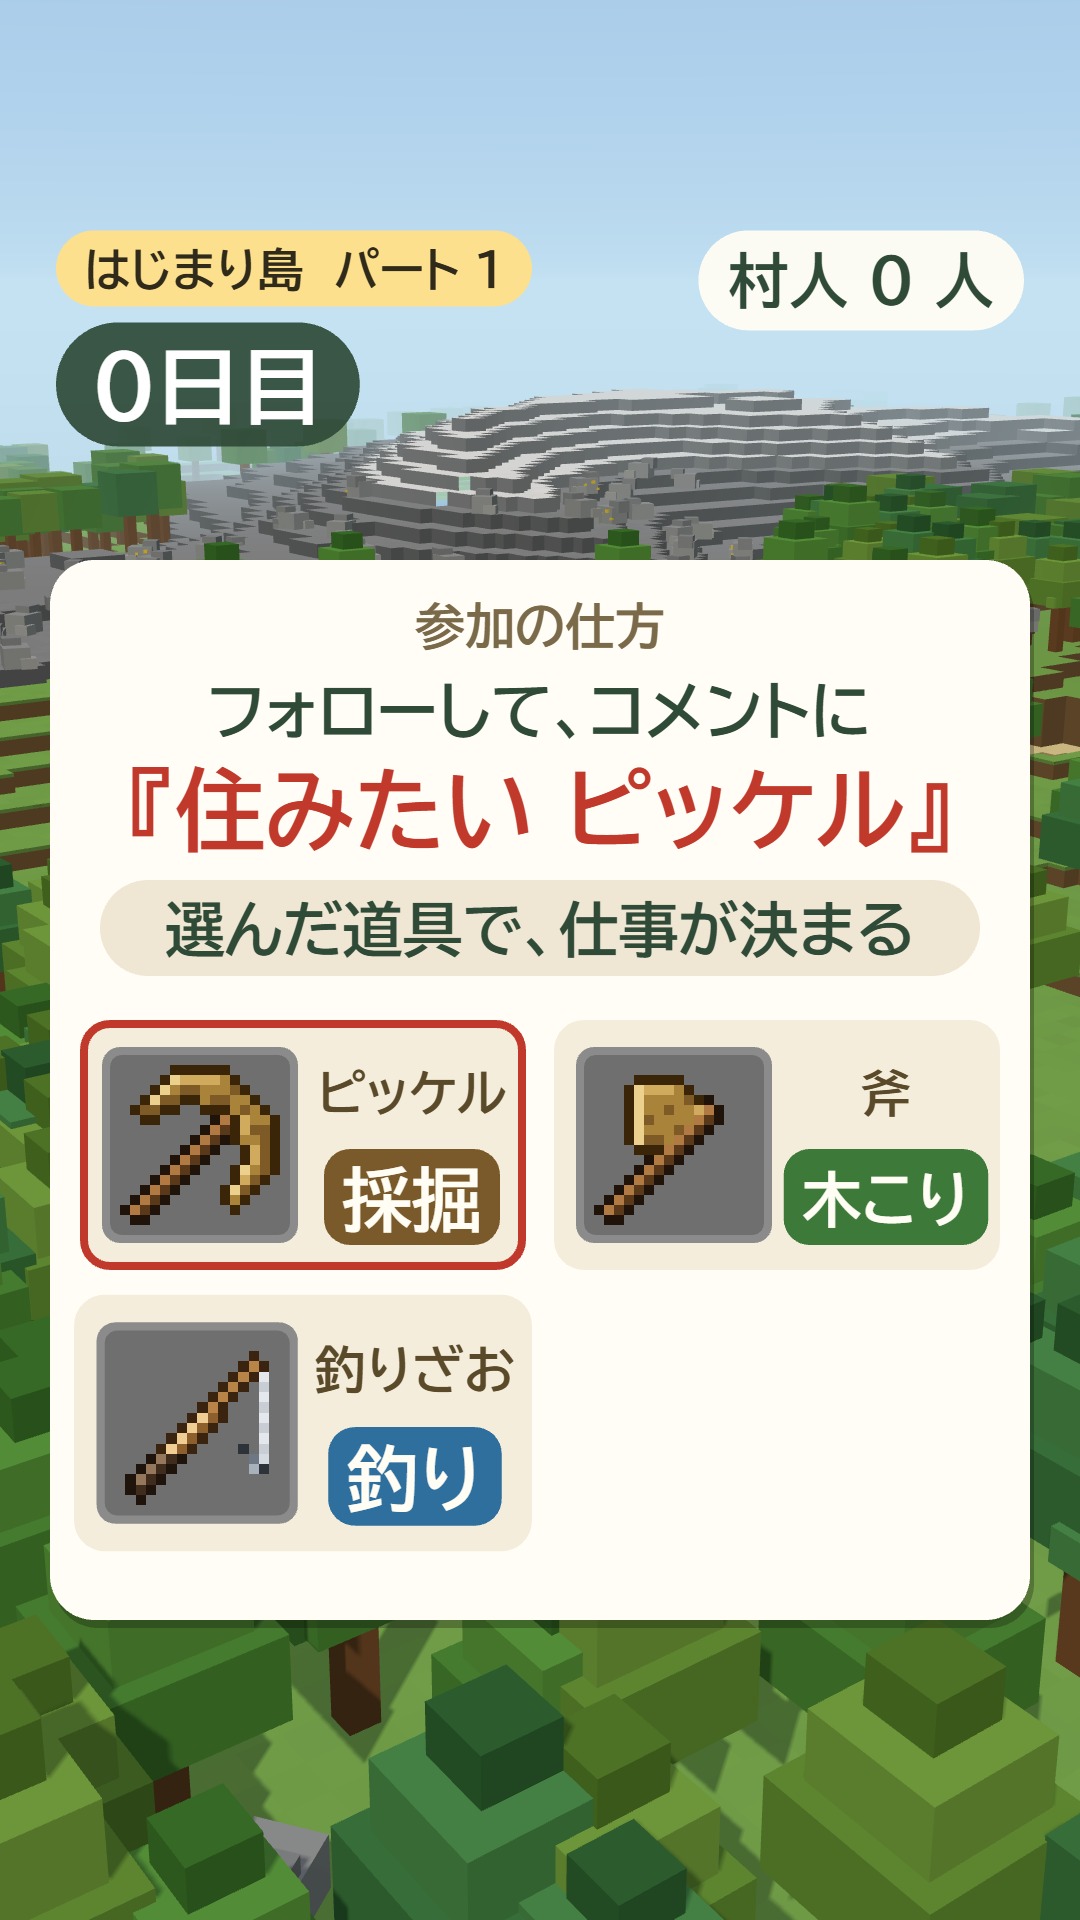 はじまり島 パート 1
村人 0 人
0日目
参加の仕方
フォローして、コメントに
『住みたい ピッケル』
選んだ道具で、仕事が決まる
ピッケル
採掘
斧
木こり
釣りざお
釣り